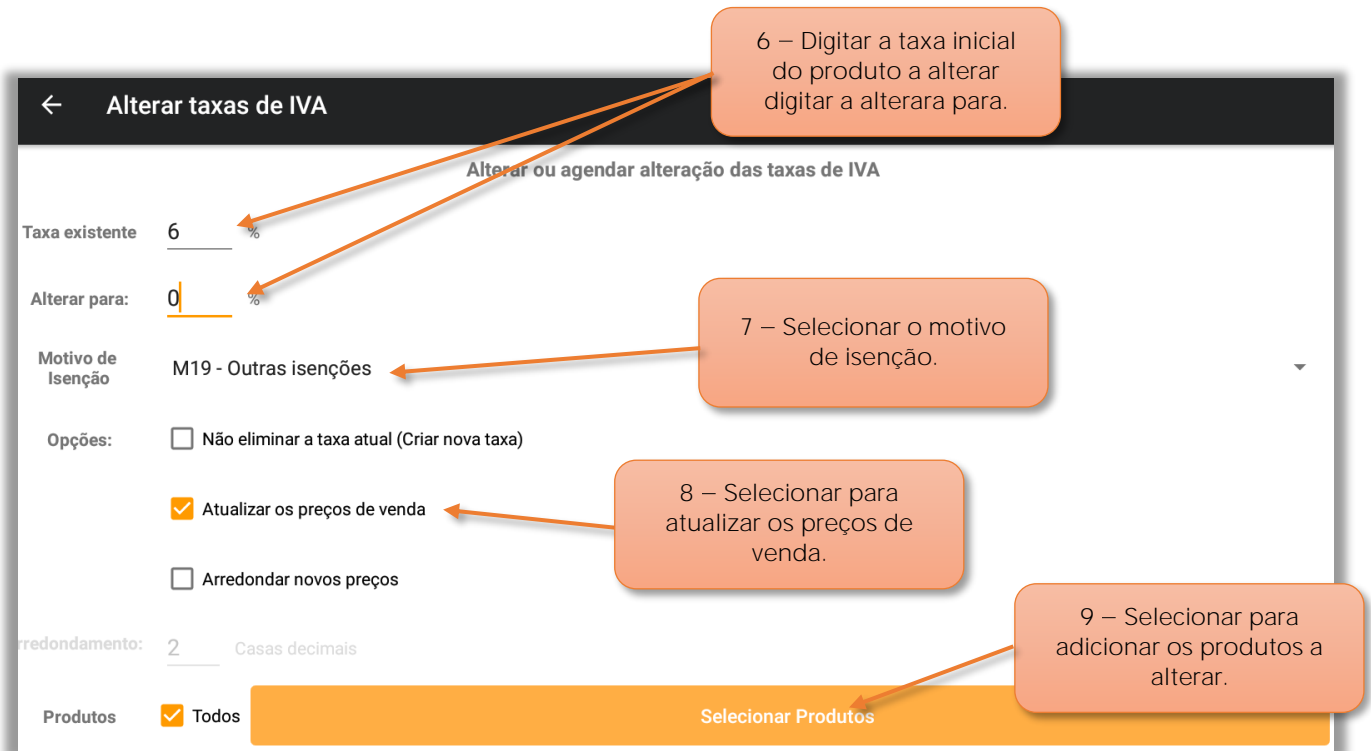 6 – Digitar a taxa inicial
do produto a alterar
digitar a alterara para.
Alterar taxas de IVA
Alterar ou agendar alteração das taxas de IVA
Taxa existente 6 %
Alterar para: 0 %
7 – Selecionar o motivo
de isenção.
Motivo de
Isenção
M19 - Outras isenções
Opções: Não eliminar a taxa atual (Criar nova taxa)
8 – Selecionar para
atualizar os preços de
venda.
Atualizar os preços de venda
Arredondar novos preços
9 – Selecionar para
adicionar os produtos a
alterar.
rredondamento: 2 Casas decimais
Produtos Todos Selecionar Produtos